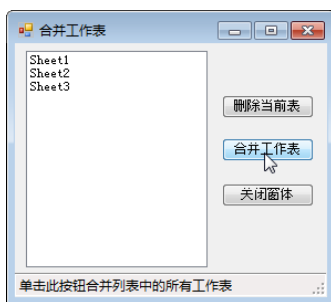 合并工作表
Sheet1
Sheet2
Sheet3
删除当前表
合并工作表
关闭窗体
单击此按钮合并列表中的所有工作表